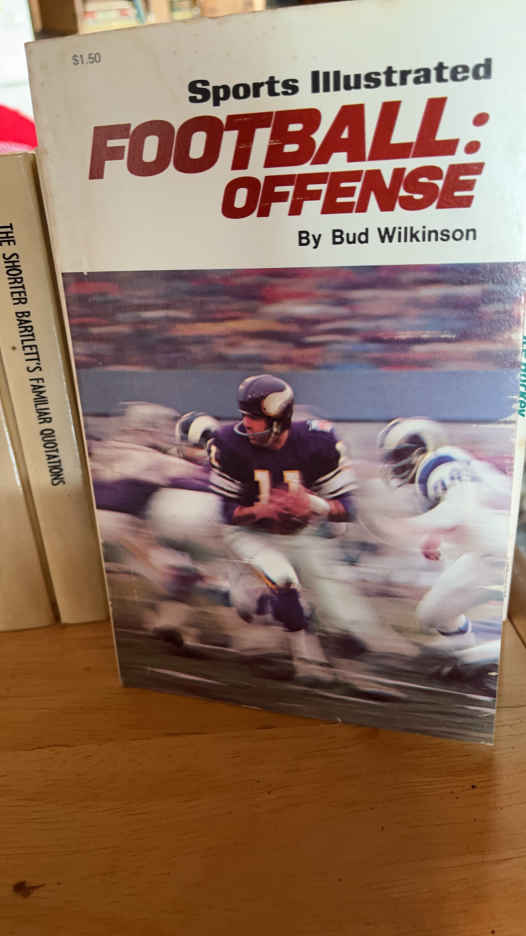 $1.50
Sports Illustrated
FOOTBALL:
OFFENSE
By Bud Wilkinson
11
THE SHORTER BARTLETT'S FAMILIAR QUOTATIONS